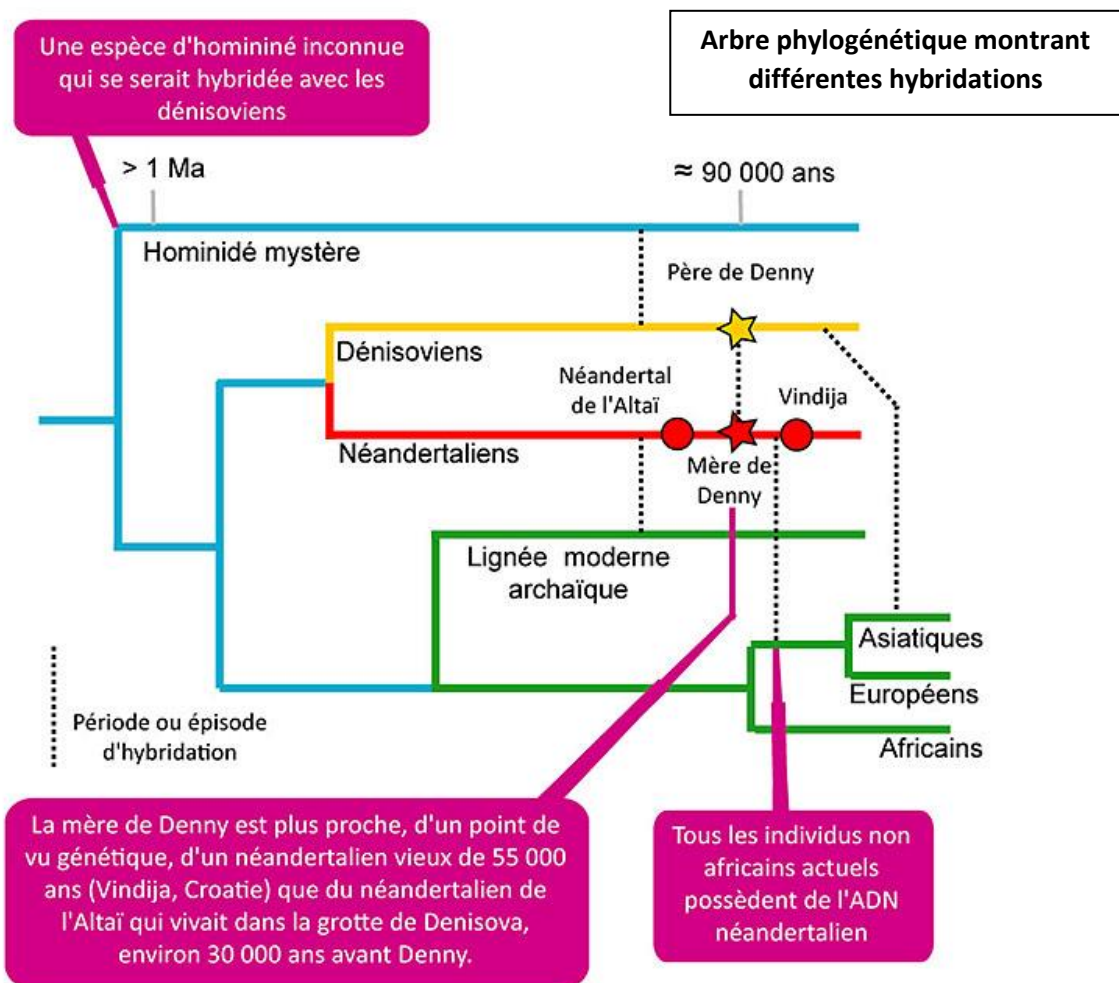 Une espèce d'homininé inconnue
qui se serait hybridée avec les
dénisoviens
Arbre phylogénétique montrant
différentes hybridations
> 1 Ma
≈ 90 000 ans
Hominidé mystère
Père de Denny
Dénisoviens
Néandertal
de l'Altaï
Vindija
Néandertaliens
Mère de
Denny
Lignée moderne
archaïque
Asiatiques
Européens
Africains
Période ou épisode
d'hybridation
La mère de Denny est plus proche, d'un point de
vu génétique, d'un néandertalien vieux de 55 000
ans (Vindija, Croatie) que du néandertalien de
l'Altaï qui vivait dans la grotte de Denisova,
environ 30 000 ans avant Denny.
Tous les individus non
africains actuels
possèdent de l'ADN
néandertalien